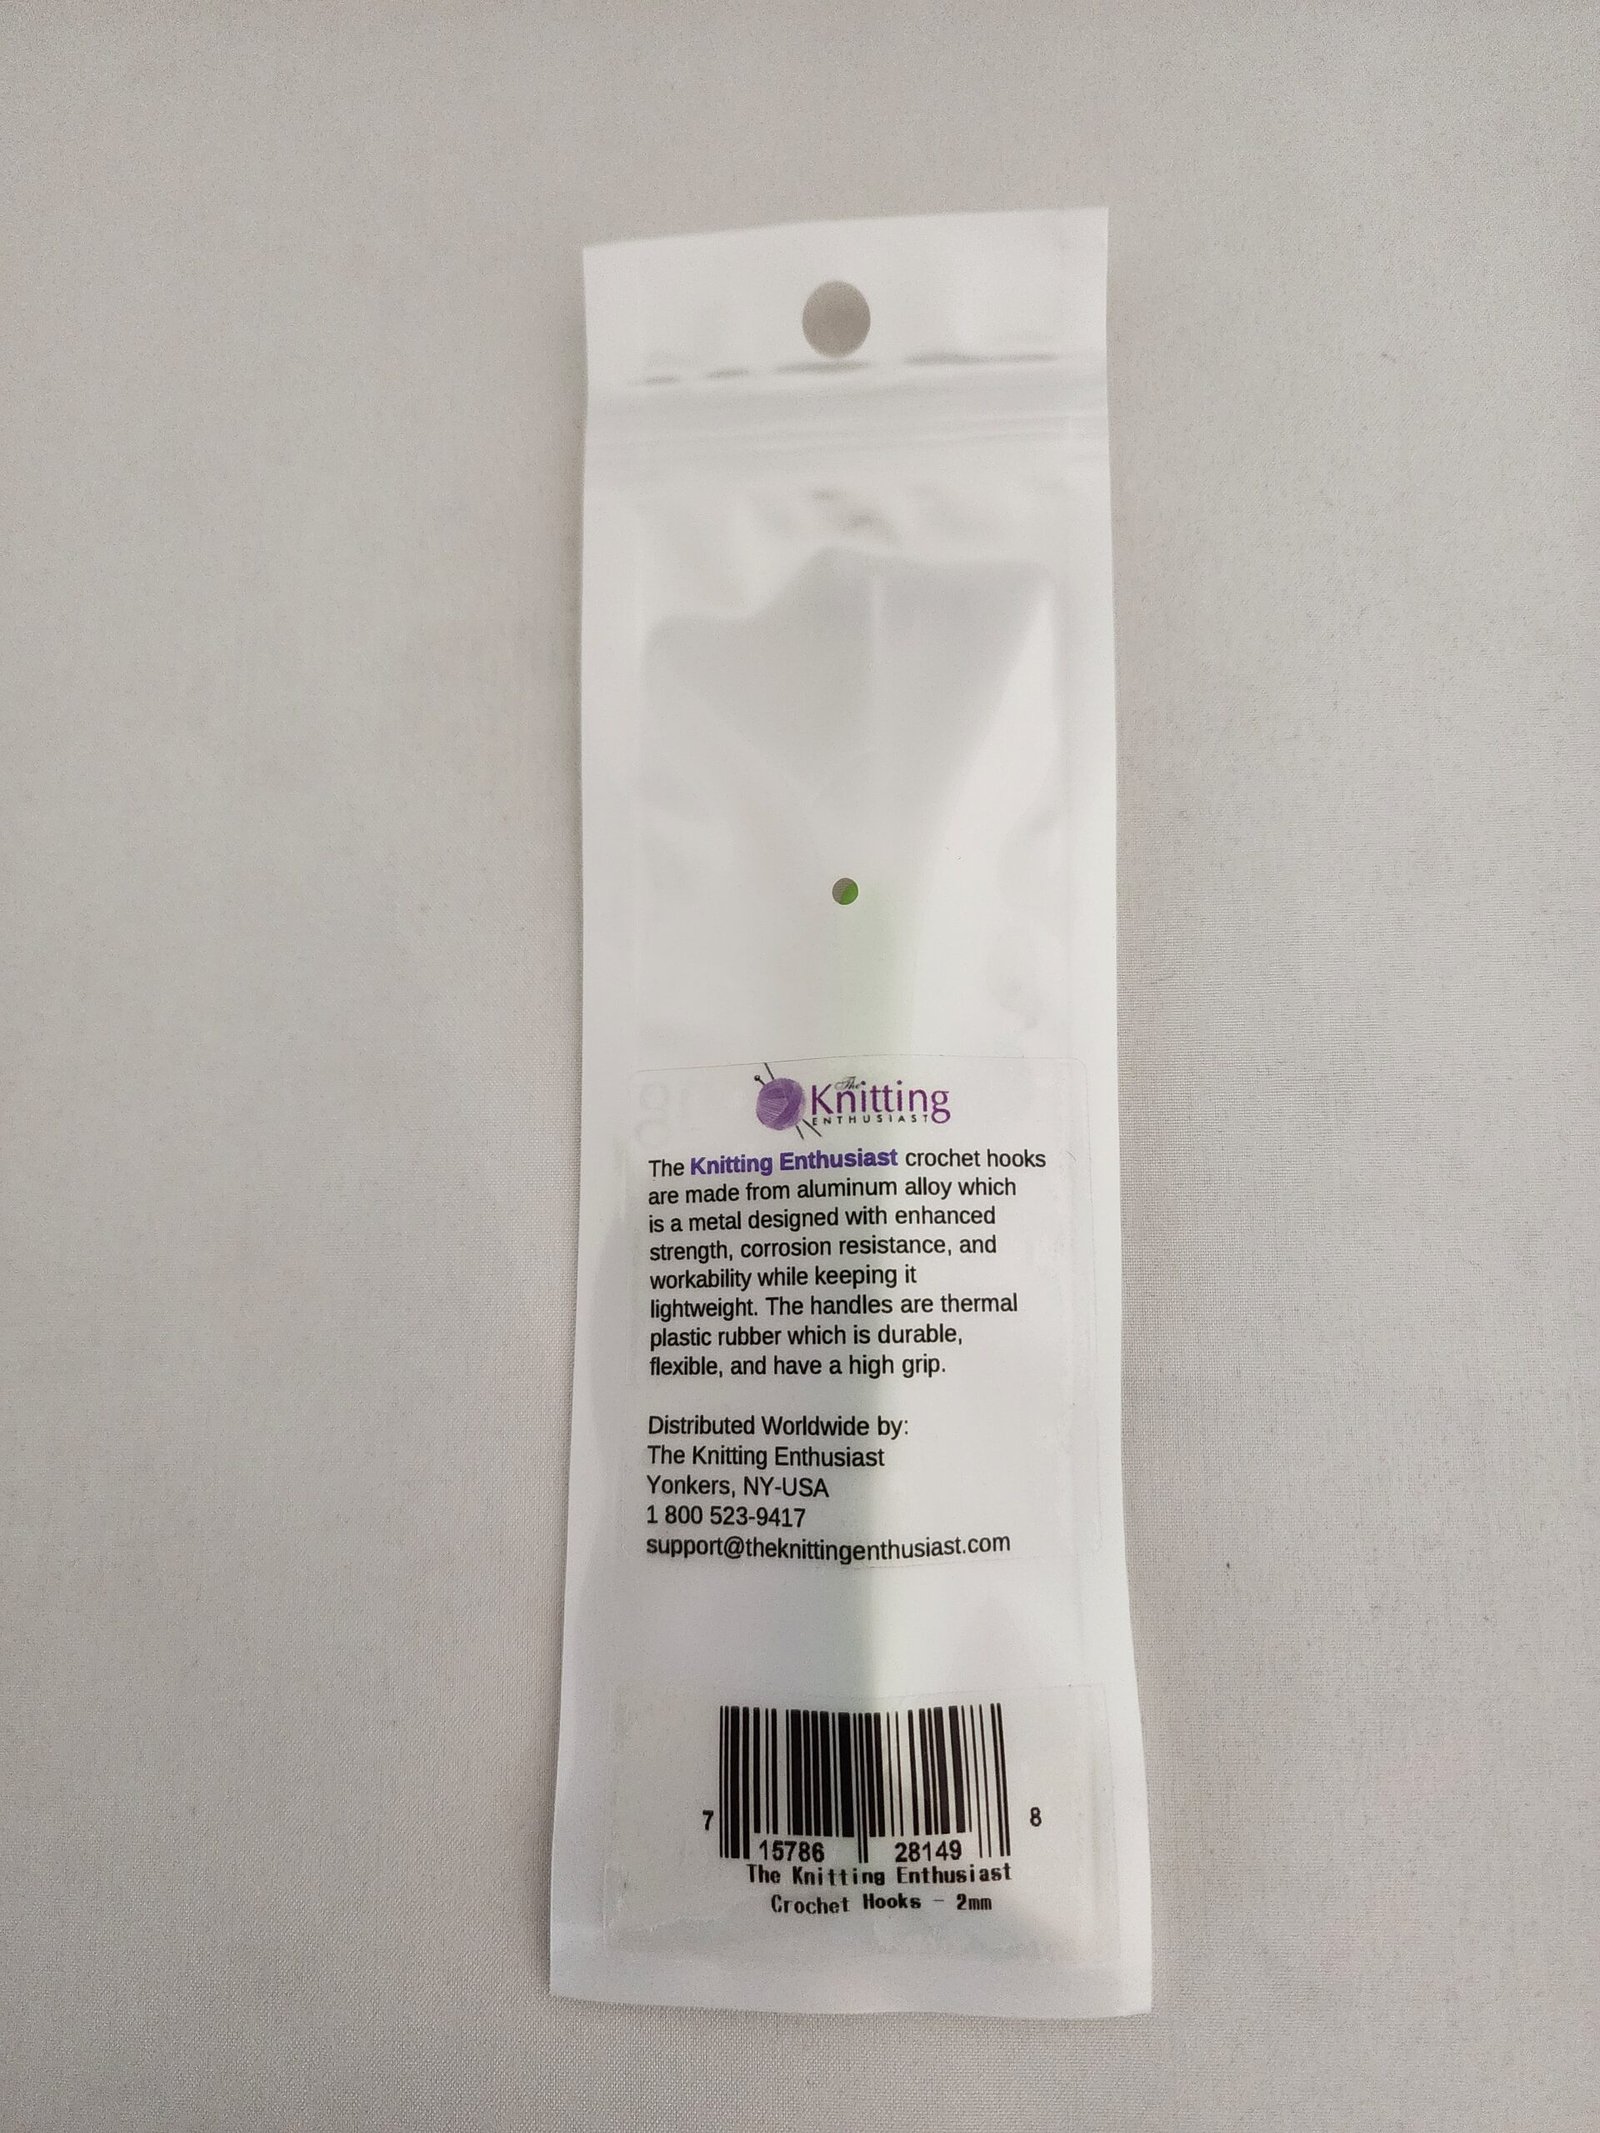 The
Knitting
ENTHUSIAST
The Knitting Enthusiast crochet hooks
are made from aluminum alloy which
is a metal designed with enhanced
strength, corrosion resistance, and
workability while keeping it
lightweight. The handles are thermal
plastic rubber which is durable,
flexible, and have a high grip.
Distributed Worldwide by:
The Knitting Enthusiast
Yonkers, NY-USA
1 800 523-9417
support@theknittingenthusiast.com
7 15786 28149 8
The Knitting Enthusiast
Crochet Hooks - 2mm